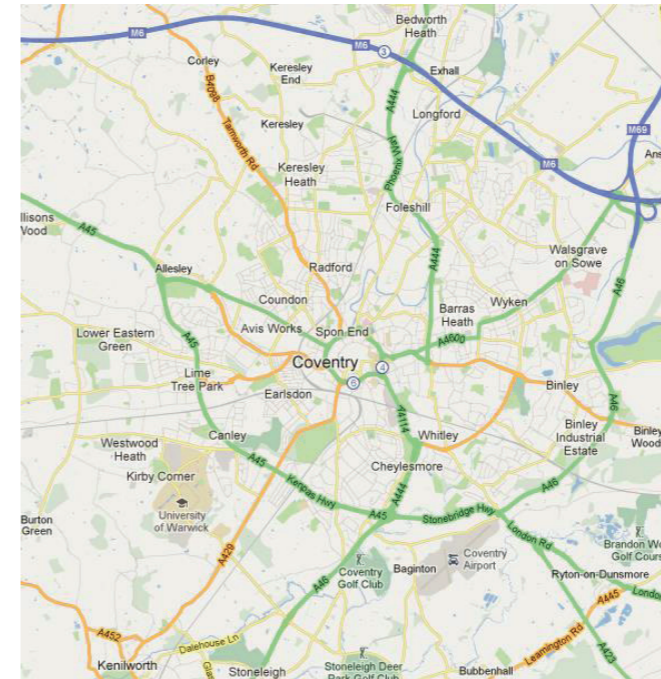 Bedworth
Heath
M6
M6
3
Corley
Keresley
End
Exhall
B4098
A444
Longford
Tamworth Rd
Keresley
M69
Phoenix Way
M6
Keresley
Heath
Foleshill
A45
A444
Walsgrave
on Sowe
A46
Allesley
Radford
Coundon
Wyken
Barras
Heath
Avis Works
Spon End
Lower Eastern
Green
A45
A4600
Coventry
4
Lime
Tree Park
6
Binley
Earlsdon
A4114
Binley
Industrial
Estate
Binley
Canley
Whitley
Westwood
Heath
A45
Cheylesmore
A46
Kirby Corner
A444
Kenpas Hwy
University
of Warwick
A45
Stonebridge Hwy
London Rd
Burton
Green
A429
A46
Coventry
Golf Club
Baginton
Coventry
Airport
Ryton-on-Dunsmore
A445
A452
Dalehouse Ln
Leamington Rd
A423
Kenilworth
Stoneleigh
Stoneleigh Deer
Park Golf Club
Bubbenhall